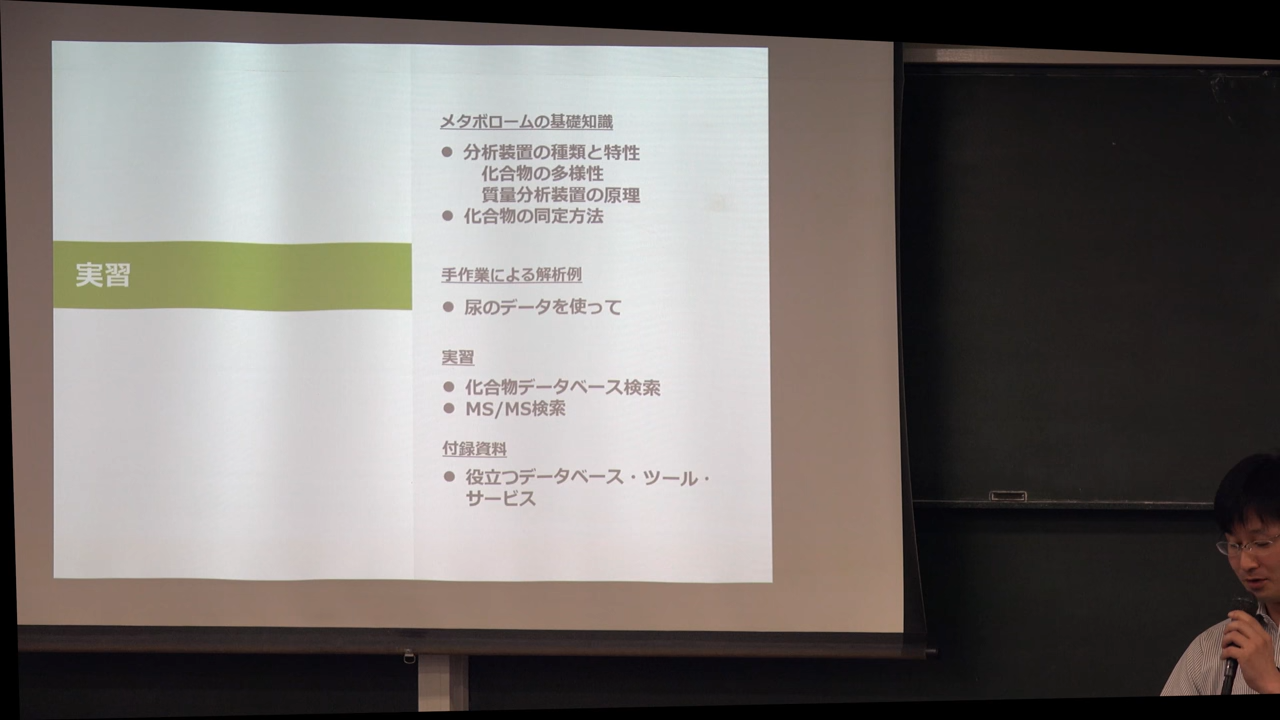 実習
メタボロームの基礎知識
● 分析装置の種類と特性
化合物の多様性
質量分析装置の原理
● 化合物の同定方法
手作業による解析例
● 尿のデータを使って
実習
● 化合物データベース検索
● MS/MS検索
付録資料
● 役立つデータベース・ツール・
サービス